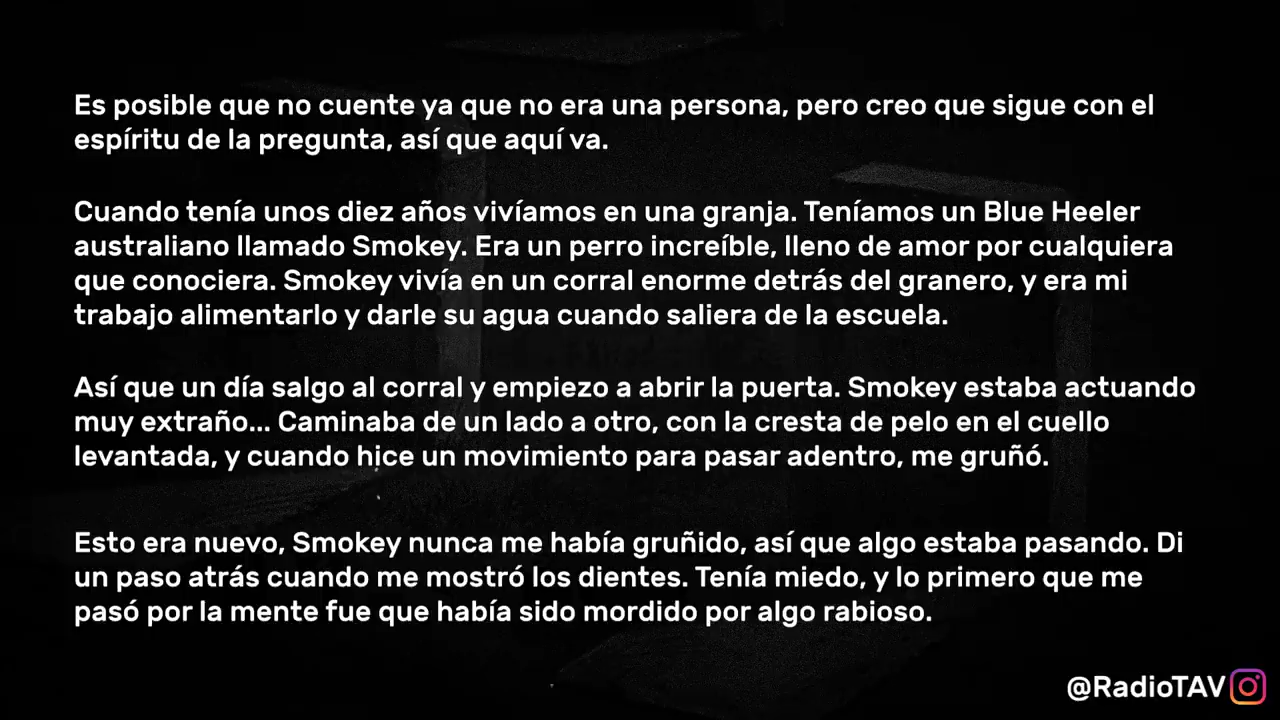 Es posible que no cuente ya que no era una persona, pero creo que sigue con el
espíritu de la pregunta, así que aquí va.
Cuando tenía unos diez años vivíamos en una granja. Teníamos un Blue Heeler
australiano llamado Smokey. Era un perro increíble, lleno de amor por cualquiera
que conociera. Smokey vivía en un corral enorme detrás del granero, y era mi
trabajo alimentarlo y darle su agua cuando saliera de la escuela.
Así que un día salgo al corral y empiezo a abrir la puerta. Smokey estaba actuando
muy extraño... Caminaba de un lado a otro, con la cresta de pelo en el cuello
levantada, y cuando hice un movimiento para pasar adentro, me gruñó.
Esto era nuevo, Smokey nunca me había gruñido, así que algo estaba pasando. Di
un paso atrás cuando me mostró los dientes. Tenía miedo, y lo primero que me
pasó por la mente fue que había sido mordido por algo rabioso.
@RadioTAV